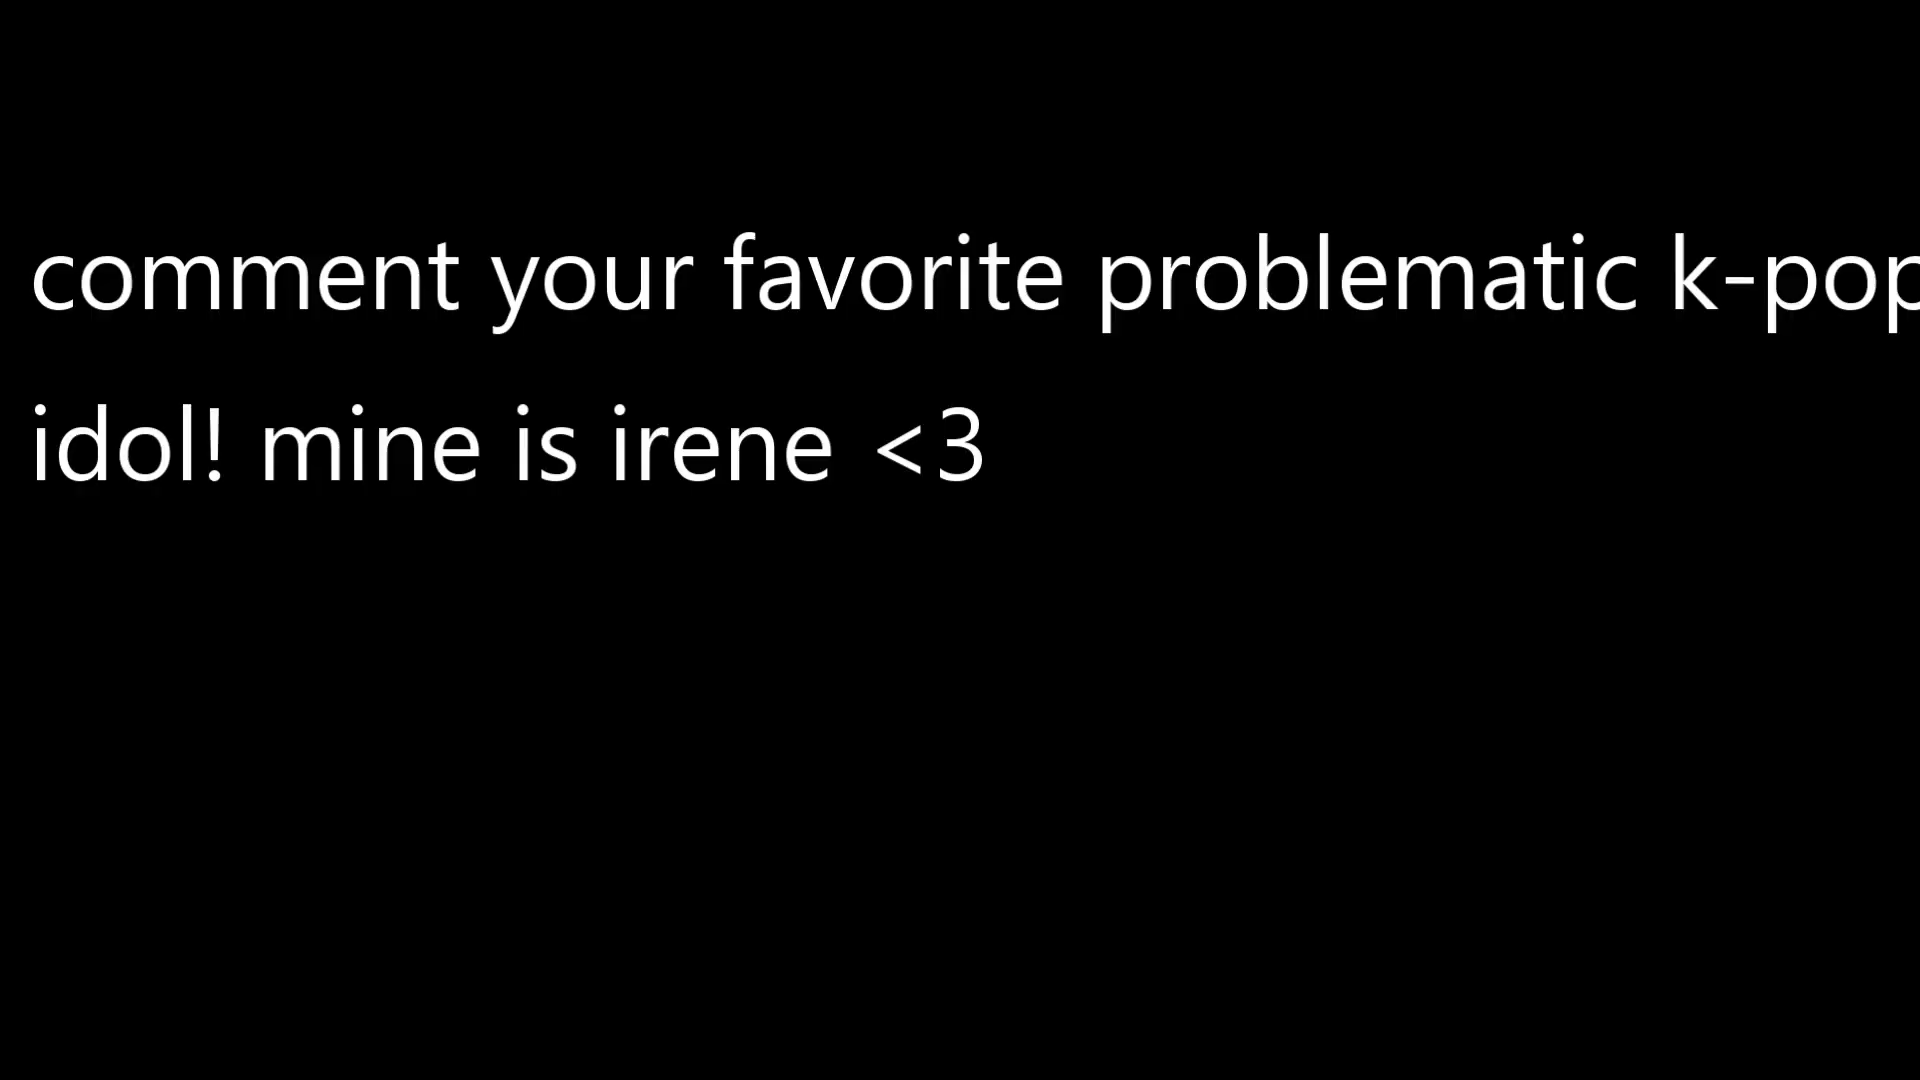 comment your favorite problematic k-pop
idol! mine is irene <3